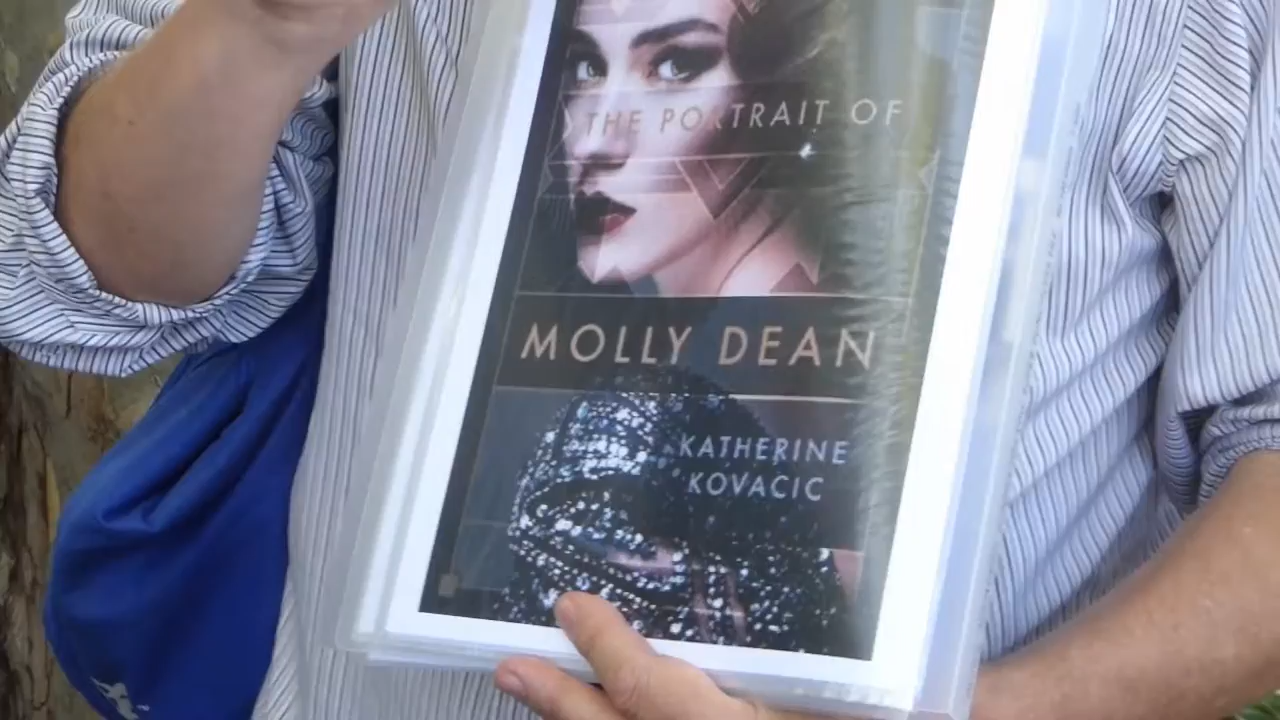 THE PORTRAIT OF
MOLLY DEAN
KATHERINE
KOVACIC